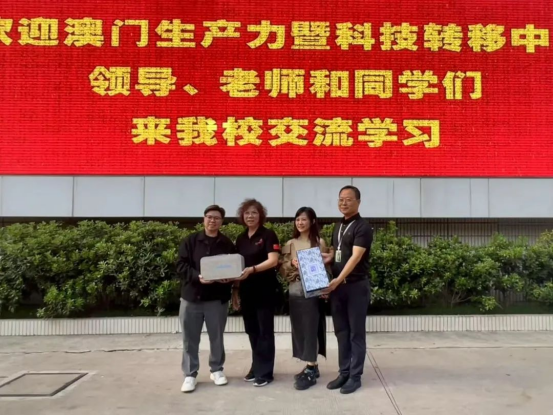 欢迎澳门生产力暨科技转移中
领导、老师和同学们
来我校交流学习